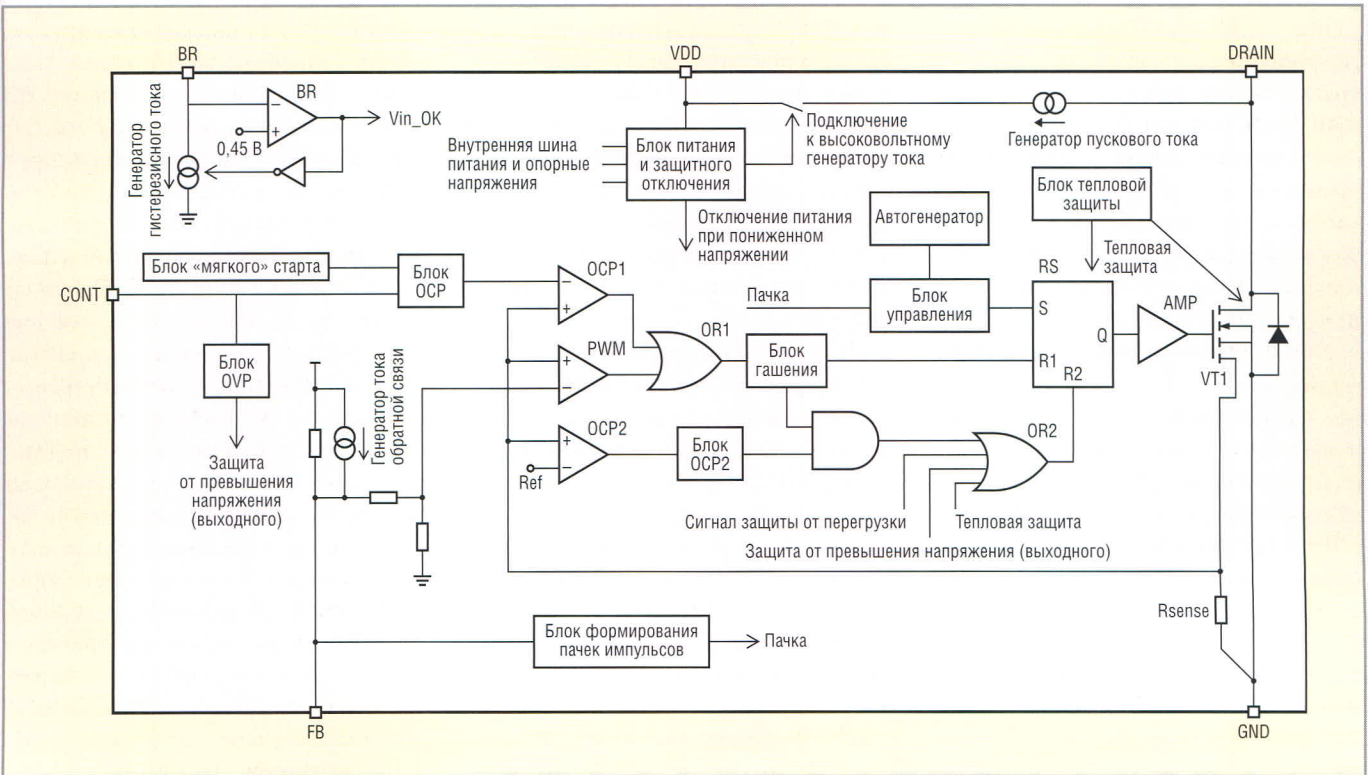 BR
VDD
DRAIN
BR
Vin_OK
0,45 В
Генератор
гистерезисного тока
Внутренняя шина
питания и опорные
напряжения
Блок питания
и защитного
отключения
Подключение
к высоковольтному
генератору тока
Генератор пускового тока
Отключение питания
при пониженном
напряжении
Автогенератор
Блок тепловой
защиты
Тепловая
защита
Блок «мягкого» старта
Блок
OCP
CONT
OCP1
−
+
Пачка
Блок
управления
RS
S
Q
R1
R2
AMP
VT1
Блок
OVP
Защита
от превышения
напряжения
(выходного)
Генератор тока
обратной связи
PWM
+
−
OR1
Блок
гашения
OCP2
+
−
Ref
Блок
OCP2
OR2
Сигнал защиты от перегрузки
Тепловая защита
Защита от превышения напряжения (выходного)
Rsense
Блок формирования
пачек импульсов
Пачка
FB
GND